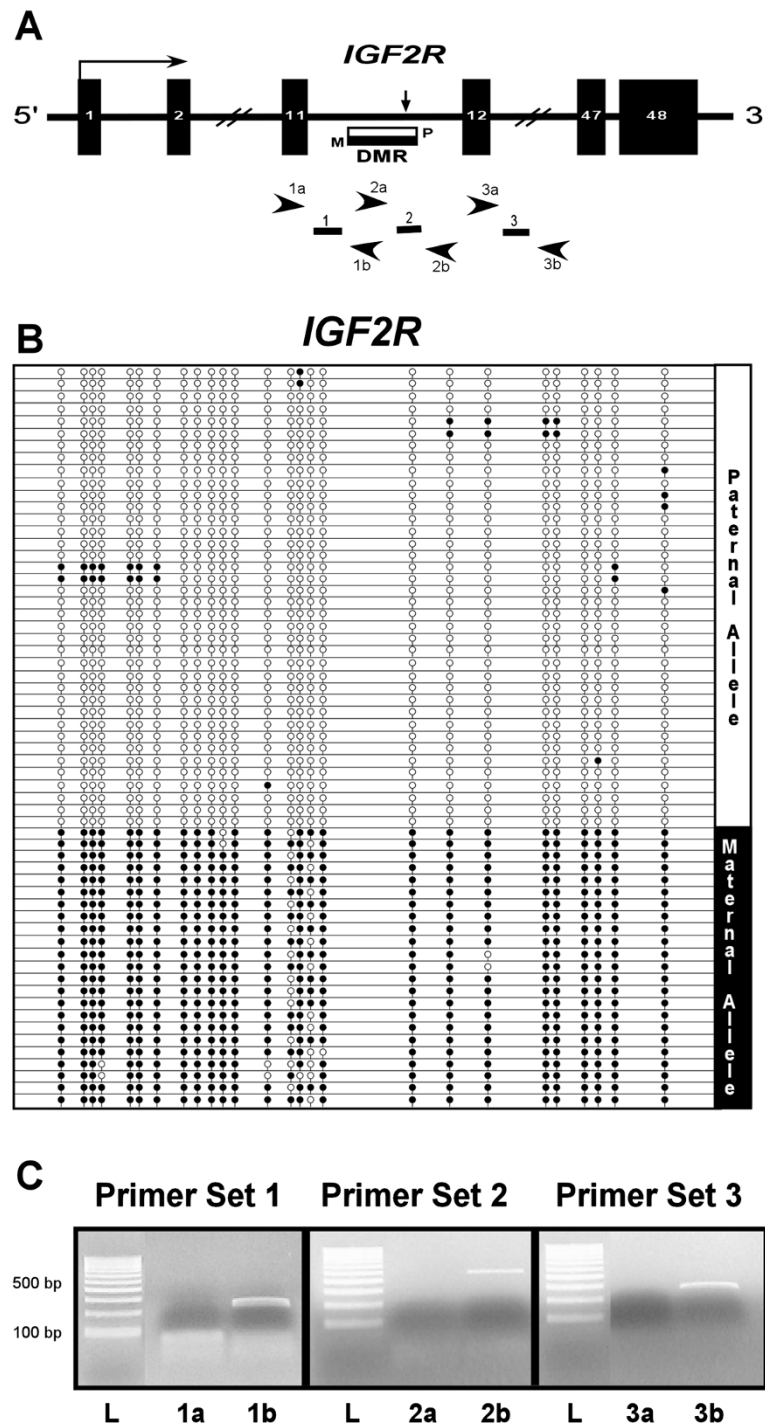 A
IGF2R
5' 1 2 11 12 47 48 3
M P
DMR
1a 2a 3a
1 2 3
1b 2b 3b
B
IGF2R
Paternal Allele
Maternal Allele
C
Primer Set 1 Primer Set 2 Primer Set 3
500 bp
100 bp
L 1a 1b L 2a 2b L 3a 3b